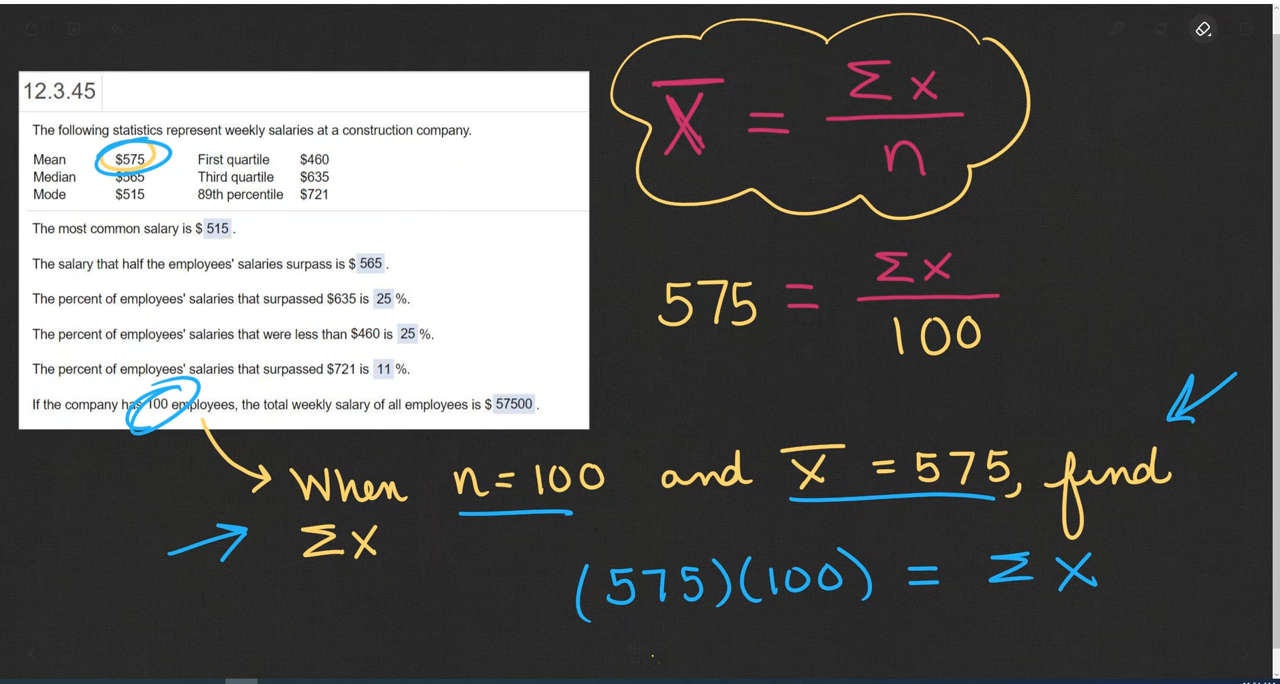 12.3.45
The following statistics represent weekly salaries at a construction company.
Mean $575 First quartile $460
Median $565 Third quartile $635
Mode $515 89th percentile $721
The most common salary is $ 515 .
The salary that half the employees' salaries surpass is $ 565 .
The percent of employees' salaries that surpassed $635 is 25 %.
The percent of employees' salaries that were less than $460 is 25 %.
The percent of employees' salaries that surpassed $721 is 11 %.
If the company has 100 employees, the total weekly salary of all employees is $ 57500 .
X̅ = Σx / n
575 = Σx / 100
When n = 100 and x̅ = 575, find
Σx
(575)(100) = Σx